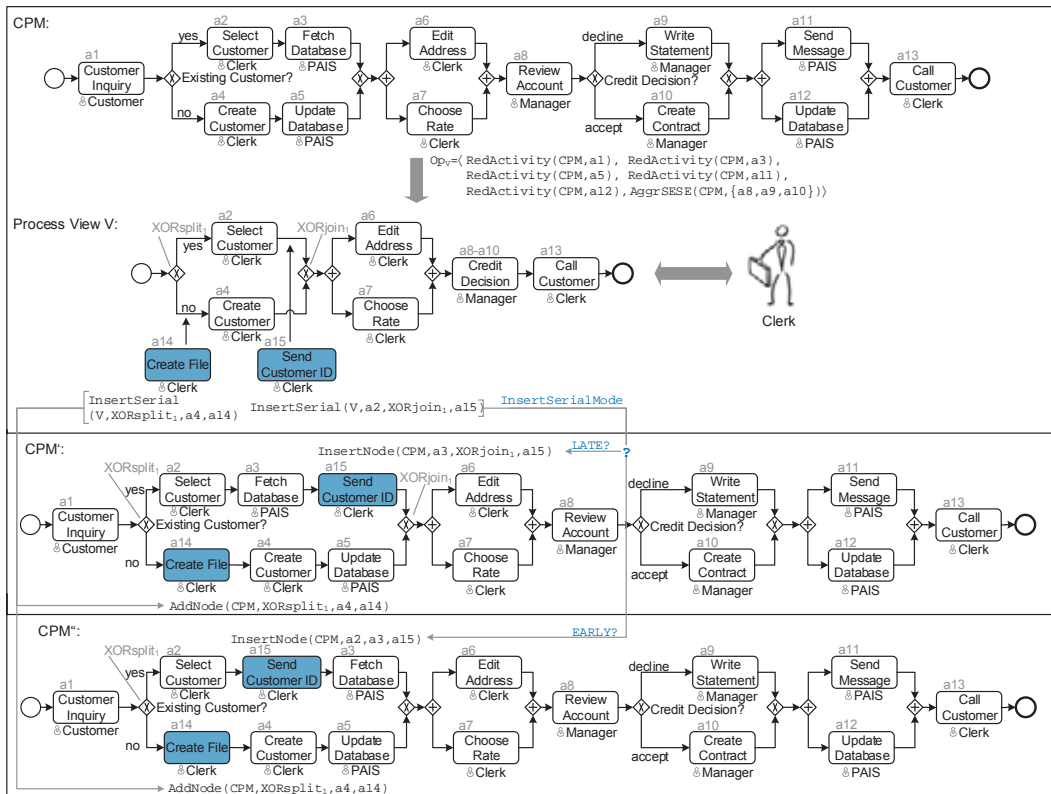 CPM:
a1
Customer
Inquiry
Customer
yes
no
Existing Customer?
a2
Select
Customer
Clerk
a3
Fetch
Database
PAIS
a4
Create
Customer
Clerk
a5
Update
Database
PAIS
a6
Edit
Address
Clerk
a7
Choose
Rate
Clerk
a8
Review
Account
Manager
decline
accept
Credit Decision?
a9
Write
Statement
Manager
a10
Create
Contract
Manager
a11
Send
Message
PAIS
a12
Update
Database
PAIS
a13
Call
Customer
Clerk
Opv=⟨ RedActivity(CPM,a1), RedActivity(CPM,a3),
RedActivity(CPM,a5), RedActivity(CPM,a11),
RedActivity(CPM,a12),AggrSESE(CPM,{a8,a9,a10})⟩
Process View V:
XORsplit1
yes
no
a2
Select
Customer
Clerk
XORjoin1
a4
Create
Customer
Clerk
a6
Edit
Address
Clerk
a7
Choose
Rate
Clerk
a8-a10
Credit
Decision
Manager
a13
Call
Customer
Clerk
Clerk
a14
Create File
Clerk
a15
Send
Customer ID
Clerk
InsertSerial
(V,XORsplit1,a4,a14)
InsertSerial(V,a2,XORjoin1,a15)
InsertSerialMode
CPM‘:
InsertNode(CPM,a3,XORjoin1,a15)
LATE?
?
XORsplit1
a1
Customer
Inquiry
Customer
yes
no
Existing Customer?
a2
Select
Customer
Clerk
a3
Fetch
Database
PAIS
a15
Send
Customer ID
Clerk
XORjoin1
a14
Create File
Clerk
a4
Create
Customer
Clerk
a5
Update
Database
PAIS
a6
Edit
Address
Clerk
a7
Choose
Rate
Clerk
a8
Review
Account
Manager
decline
accept
Credit Decision?
a9
Write
Statement
Manager
a10
Create
Contract
Manager
a11
Send
Message
PAIS
a12
Update
Database
PAIS
a13
Call
Customer
Clerk
AddNode(CPM,XORsplit1,a4,a14)
CPM“:
InsertNode(CPM,a2,a3,a15)
EARLY?
XORsplit1
a1
Customer
Inquiry
Customer
yes
no
Existing Customer?
a2
Select
Customer
Clerk
a15
Send
Customer ID
Clerk
a3
Fetch
Database
PAIS
a14
Create File
Clerk
a4
Create
Customer
Clerk
a5
Update
Database
PAIS
a6
Edit
Address
Clerk
a7
Choose
Rate
Clerk
a8
Review
Account
Manager
decline
accept
Credit Decision?
a9
Write
Statement
Manager
a10
Create
Contract
Manager
a11
Send
Message
PAIS
a12
Update
Database
PAIS
a13
Call
Customer
Clerk
AddNode(CPM,XORsplit1,a4,a14)